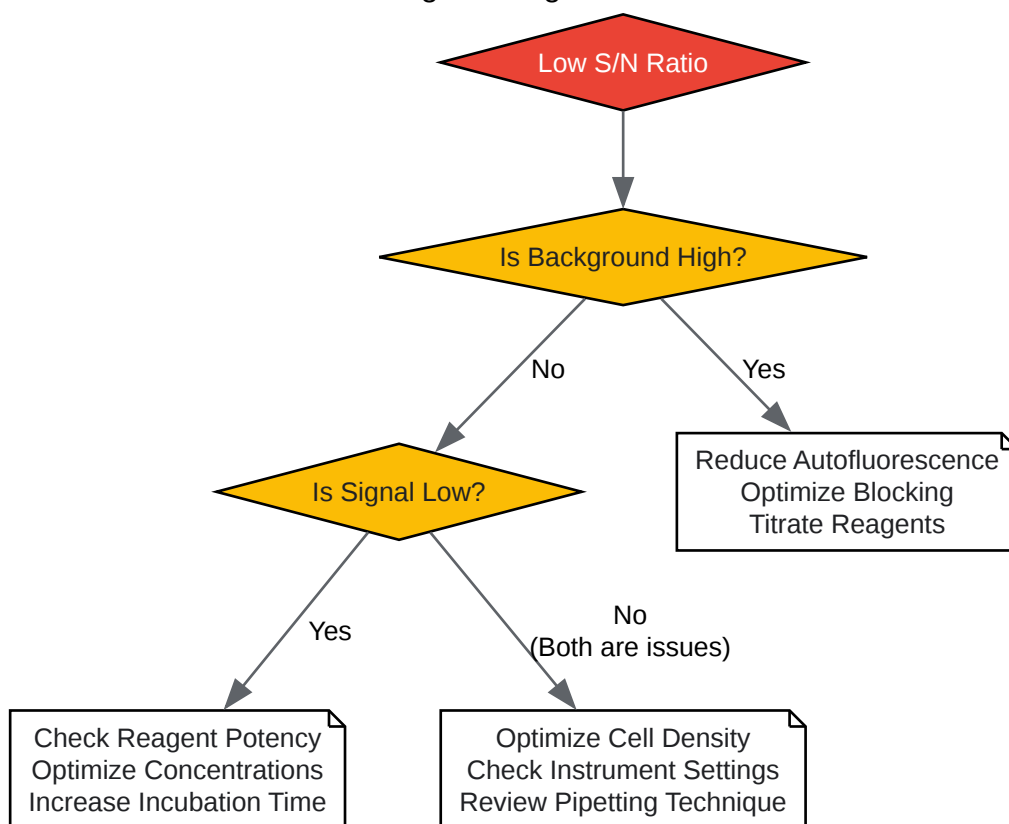 Low S/N Ratio
Is Background High?
No
Yes
Reduce Autofluorescence
Optimize Blocking
Titrate Reagents
Is Signal Low?
Yes
No
(Both are issues)
Check Reagent Potency
Optimize Concentrations
Increase Incubation Time
Optimize Cell Density
Check Instrument Settings
Review Pipetting Technique